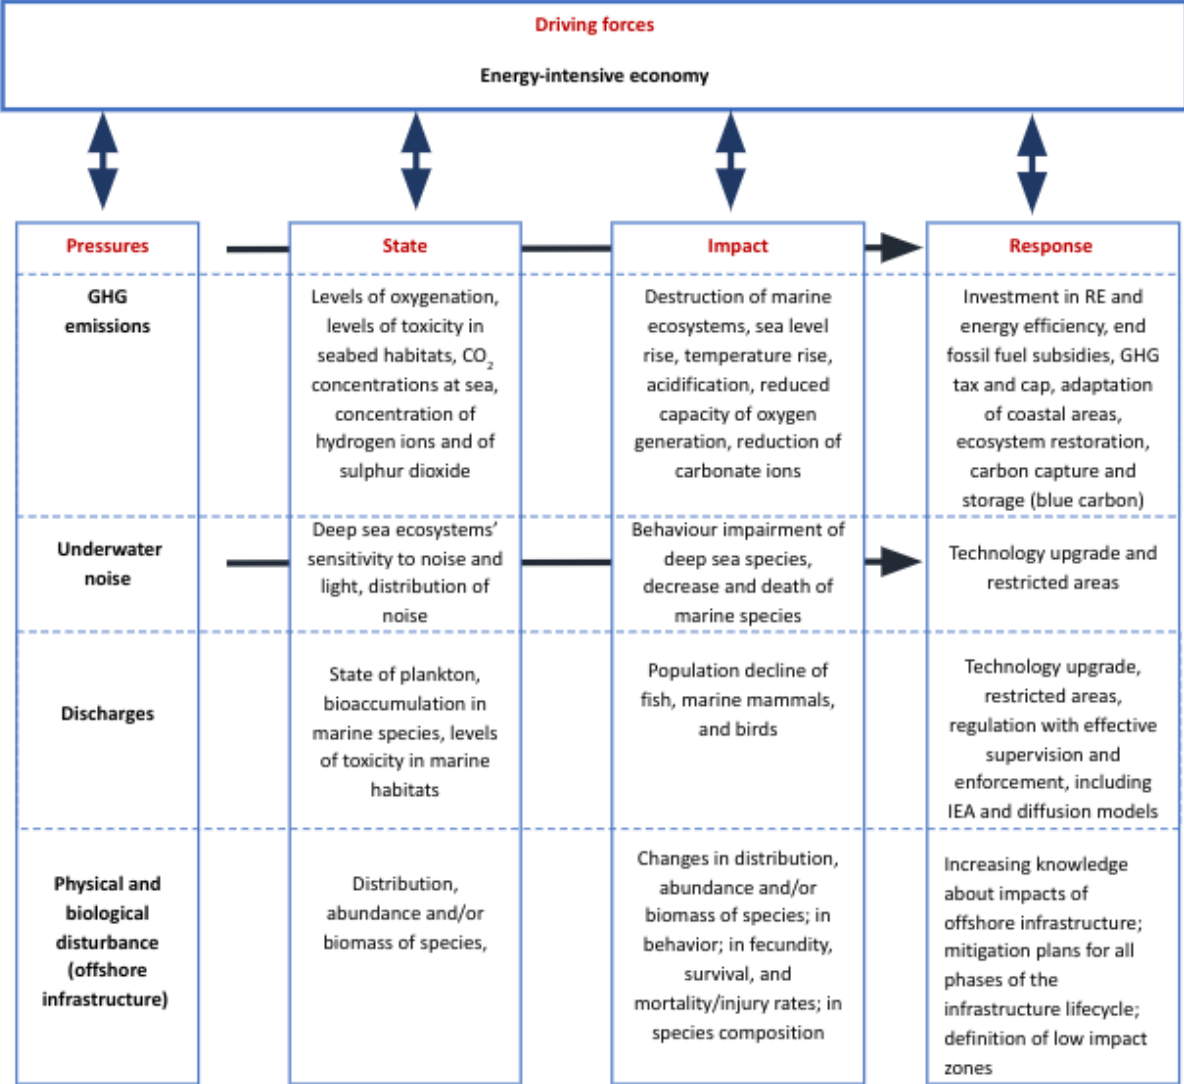 Driving forces
Energy-intensive economy
Pressures
State
Impact
Response
GHG
emissions
Levels of oxygenation,
levels of toxicity in
seabed habitats, CO₂
concentrations at sea,
concentration of
hydrogen ions and of
sulphur dioxide
Destruction of marine
ecosystems, sea level
rise, temperature rise,
acidification, reduced
capacity of oxygen
generation, reduction of
carbonate ions
Investment in RE and
energy efficiency, end
fossil fuel subsidies, GHG
tax and cap, adaptation
of coastal areas,
ecosystem restoration,
carbon capture and
storage (blue carbon)
Underwater
noise
Deep sea ecosystems’
sensitivity to noise and
light, distribution of
noise
Behaviour impairment of
deep sea species,
decrease and death of
marine species
Technology upgrade and
restricted areas
Discharges
State of plankton,
bioaccumulation in
marine species, levels
of toxicity in marine
habitats
Population decline of
fish, marine mammals,
and birds
Technology upgrade,
restricted areas,
regulation with effective
supervision and
enforcement, including
IEA and diffusion models
Physical and
biological
disturbance
(offshore
infrastructure)
Distribution,
abundance and/or
biomass of species,
Changes in distribution,
abundance and/or
biomass of species; in
behavior; in fecundity,
survival, and
mortality/injury rates; in
species composition
Increasing knowledge
about impacts of
offshore infrastructure;
mitigation plans for all
phases of the
infrastructure lifecycle;
definition of low impact
zones